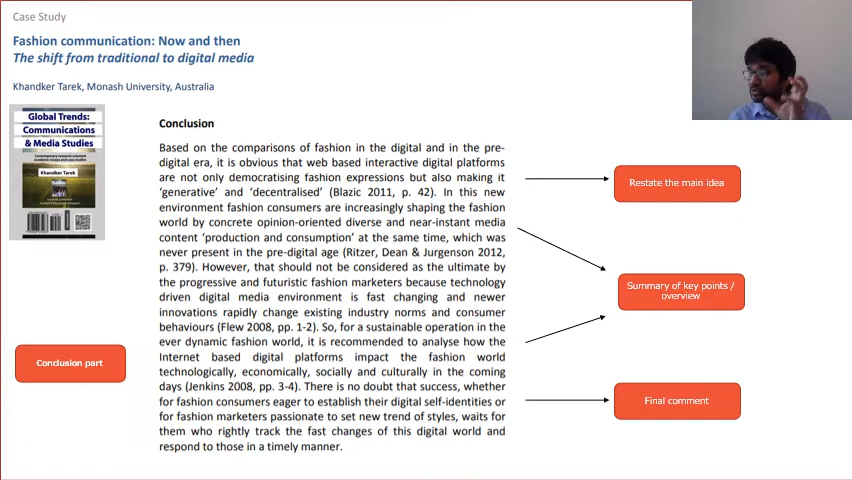 Case Study
Fashion communication: Now and then
The shift from traditional to digital media
Khandker Tarek, Monash University, Australia
Global Trends:
Communications
& Media Studies
Khandker Tarek
Conclusion
Based on the comparisons of fashion in the digital and in the pre-
digital era, it is obvious that web based interactive digital platforms
are not only democratising fashion expressions but also making it
‘generative’ and ‘decentralised’ (Blazic 2011, p. 42). In this new
environment fashion consumers are increasingly shaping the fashion
world by concrete opinion-oriented diverse and near-instant media
content ‘production and consumption’ at the same time, which was
never present in the pre-digital age (Ritzer, Dean & Jurgenson 2012,
p. 379). However, that should not be considered as the ultimate by
the progressive and futuristic fashion marketers because technology
driven digital media environment is fast changing and newer
innovations rapidly change existing industry norms and consumer
behaviours (Flew 2008, pp. 1-2). So, for a sustainable operation in the
ever dynamic fashion world, it is recommended to analyse how the
Internet based digital platforms impact the fashion world
technologically, economically, socially and culturally in the coming
days (Jenkins 2008, pp. 3-4). There is no doubt that success, whether
for fashion consumers eager to establish their digital self-identities or
for fashion marketers passionate to set new trend of styles, waits for
them who rightly track the fast changes of this digital world and
respond to those in a timely manner.
Conclusion part
Restate the main idea
Summary of key points /
overview
Final comment